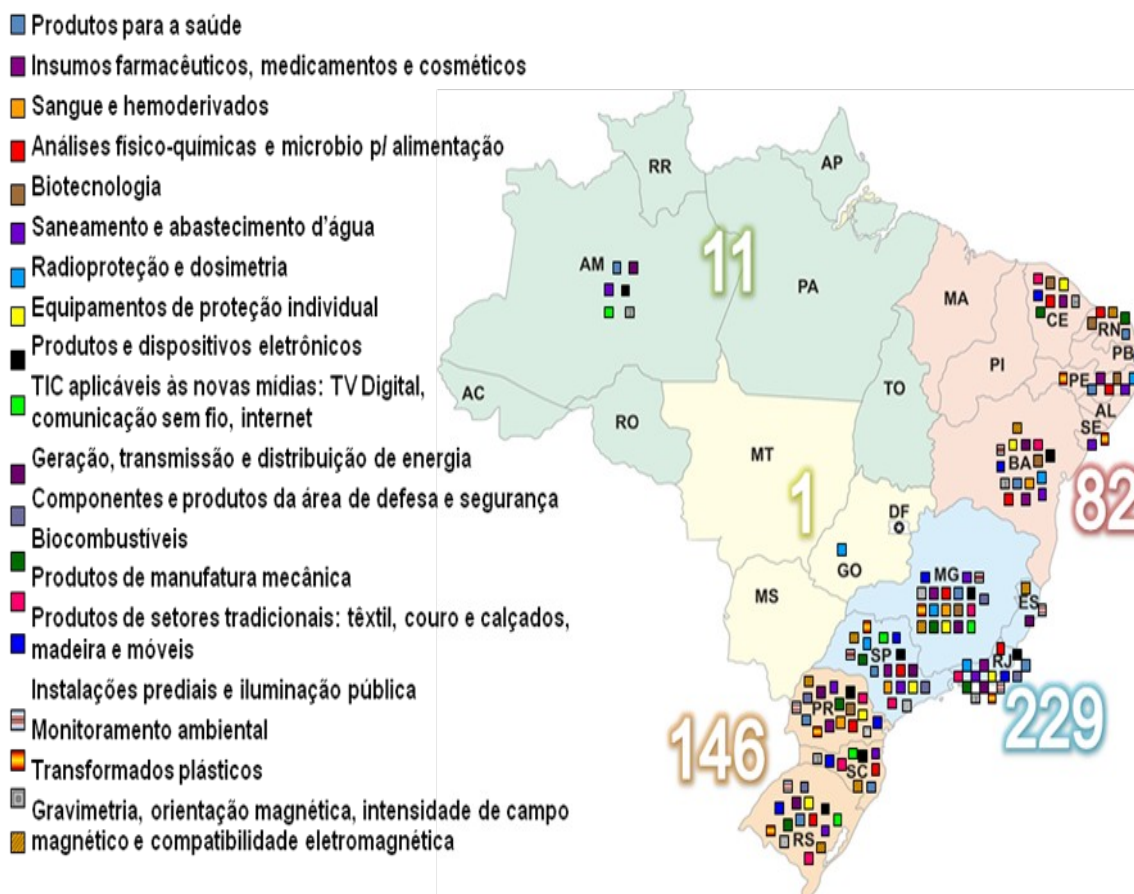 Produtos para a saúde
Insumos farmacêuticos, medicamentos e cosméticos
Sangue e hemoderivados
Análises físico-químicas e microbio p/ alimentação
Biotecnologia
Saneamento e abastecimento d'água
Radioproteção e dosimetria
Equipamentos de proteção individual
Produtos e dispositivos eletrônicos
TIC aplicáveis às novas mídias: TV Digital,
comunicação sem fio, internet
Geração, transmissão e distribuição de energia
Componentes e produtos da área de defesa e segurança
Biocombustíveis
Produtos de manufatura mecânica
Produtos de setores tradicionais: têxtil, couro e calçados,
madeira e móveis
Instalações prediais e iluminação pública
Monitoramento ambiental
Transformados plásticos
Gravimetria, orientação magnética, intensidade de campo
magnético e compatibilidade eletromagnética
RR
AP
AM
11
PA
MA
CE
RN
PB
PI
PE
AC
TO
AL
RO
SE
MT
BA
82
1
DF
GO
MG
MS
ES
SP
RJ
PR
229
146
SC
RS